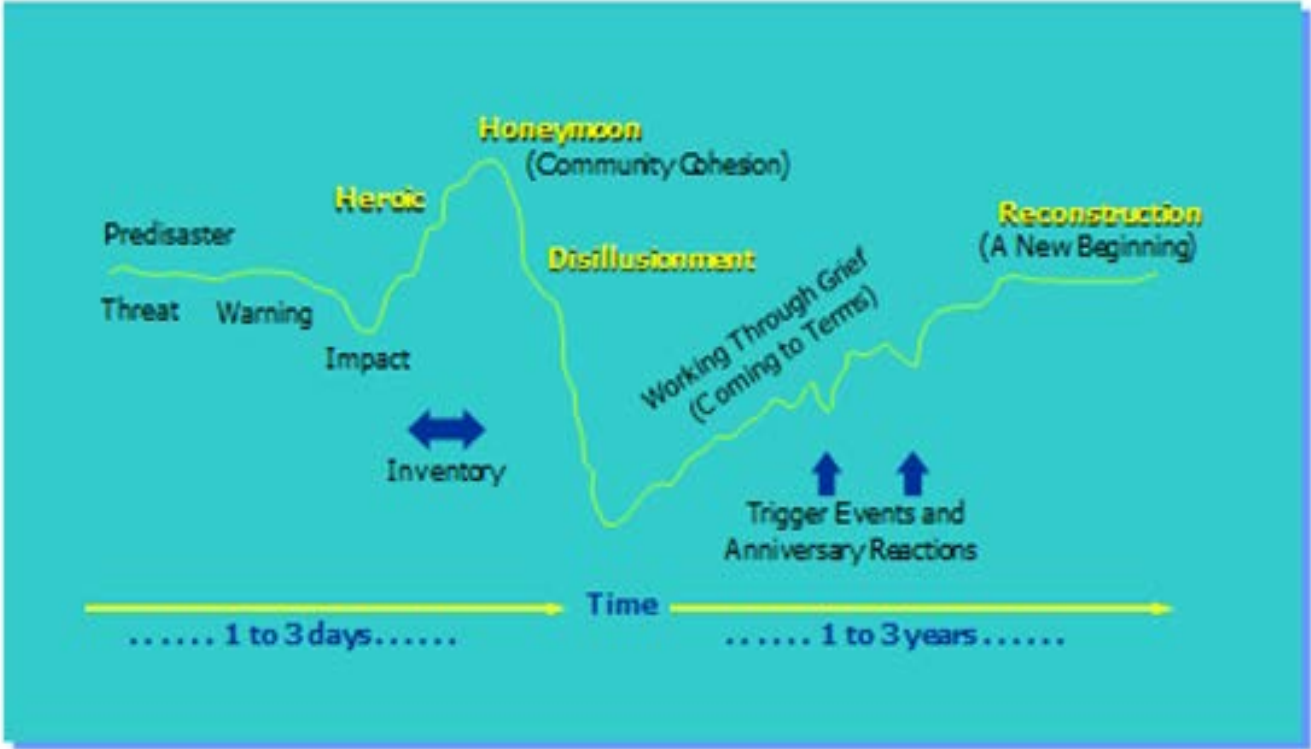 Honeymoon
(Community Cohesion)
Heroic
Predisaster
Disillusionment
Reconstruction
(A New Beginning)
Threat Warning
Impact
Working Through Grief
(Coming to Terms)
Inventory
Trigger Events and
Anniversary Reactions
Time
. . . . . . 1 to 3 days. . . . . .
. . . . . . 1 to 3 years . . . . . .